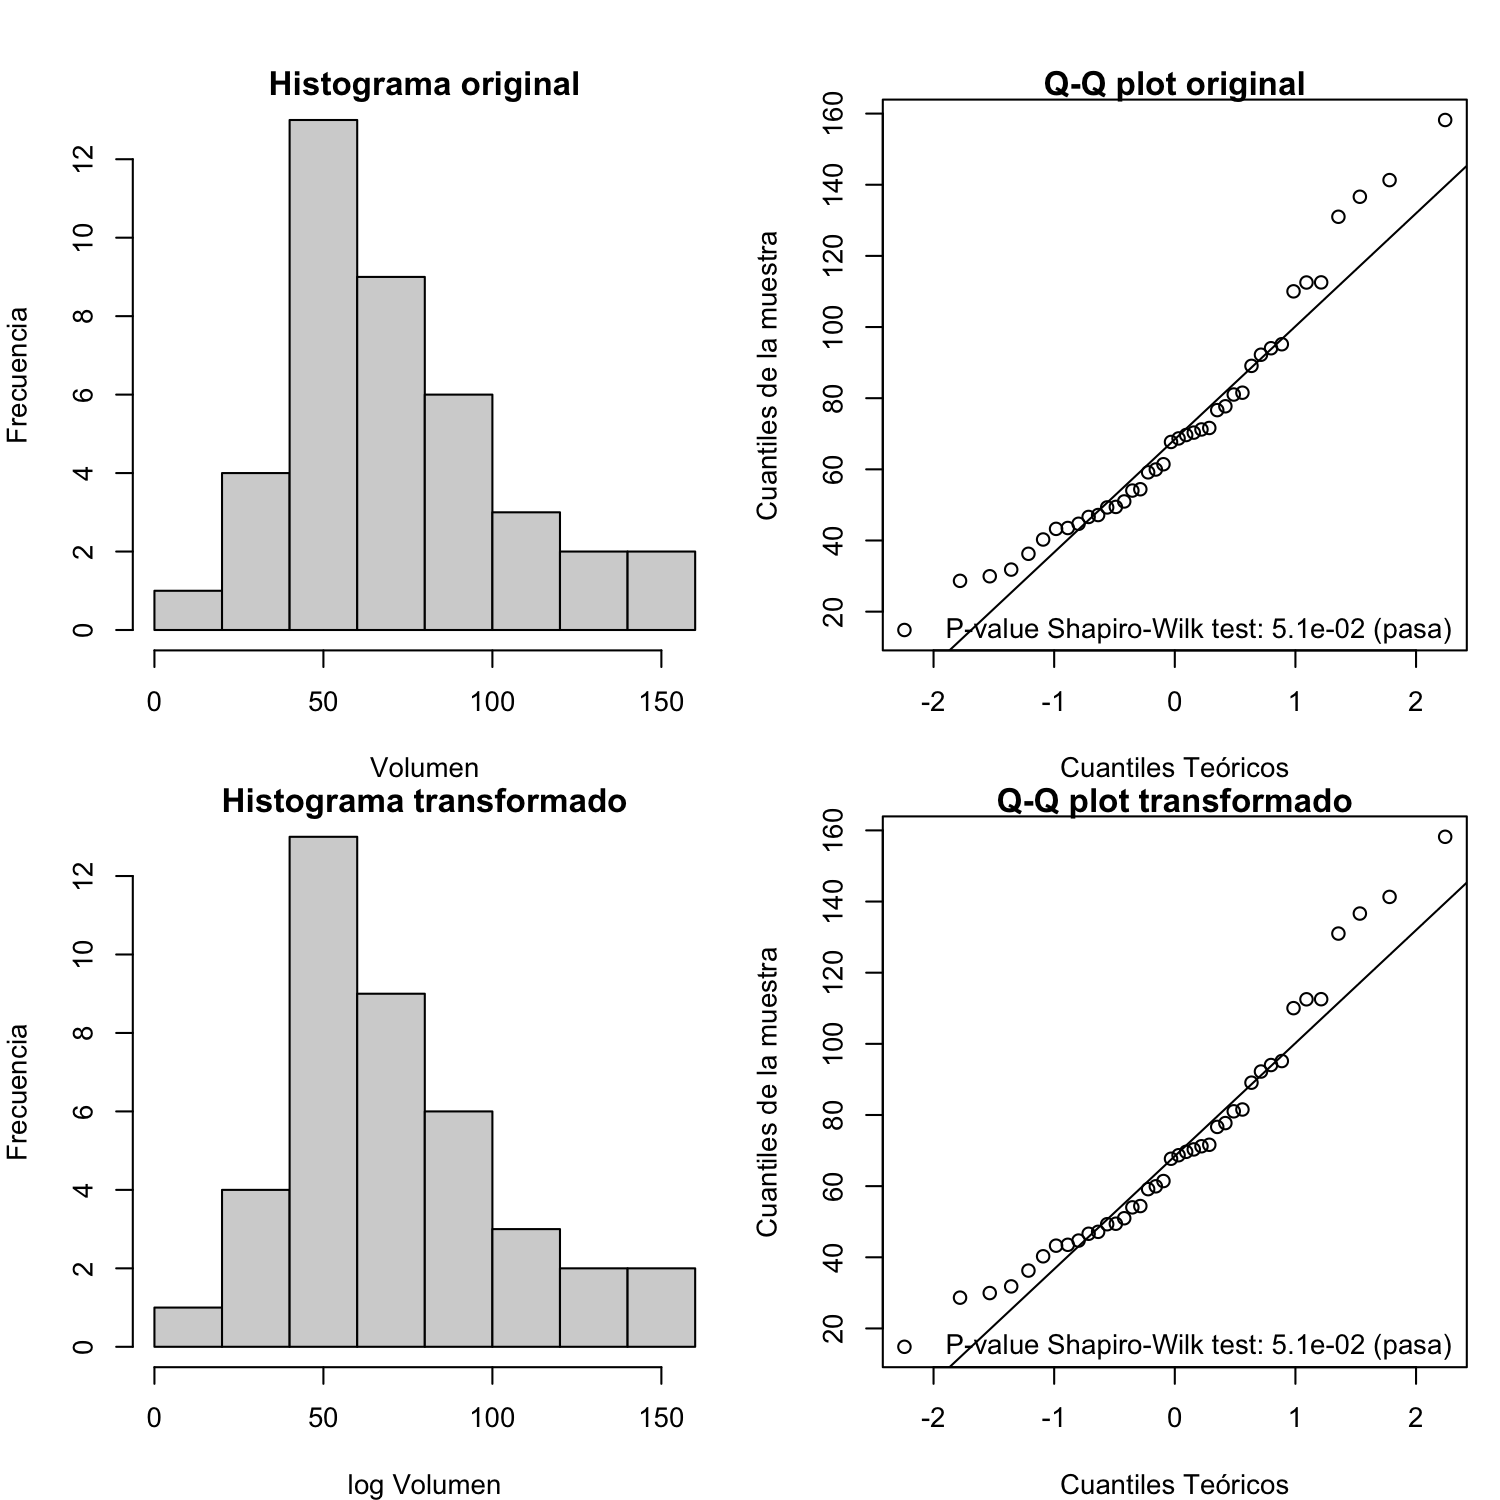 Histograma original
Frecuencia
0 2 4 6 8 10 12
0 50 100 150
Volumen
Q-Q plot original
Cuantiles de la muestra
20 40 60 80 100 120 140 160
P-value Shapiro-Wilk test: 5.1e-02 (pasa)
-2 -1 0 1 2
Cuantiles Teóricos
Histograma transformado
Frecuencia
0 2 4 6 8 10 12
0 50 100 150
log Volumen
Q-Q plot transformado
Cuantiles de la muestra
20 40 60 80 100 120 140 160
P-value Shapiro-Wilk test: 5.1e-02 (pasa)
-2 -1 0 1 2
Cuantiles Teóricos